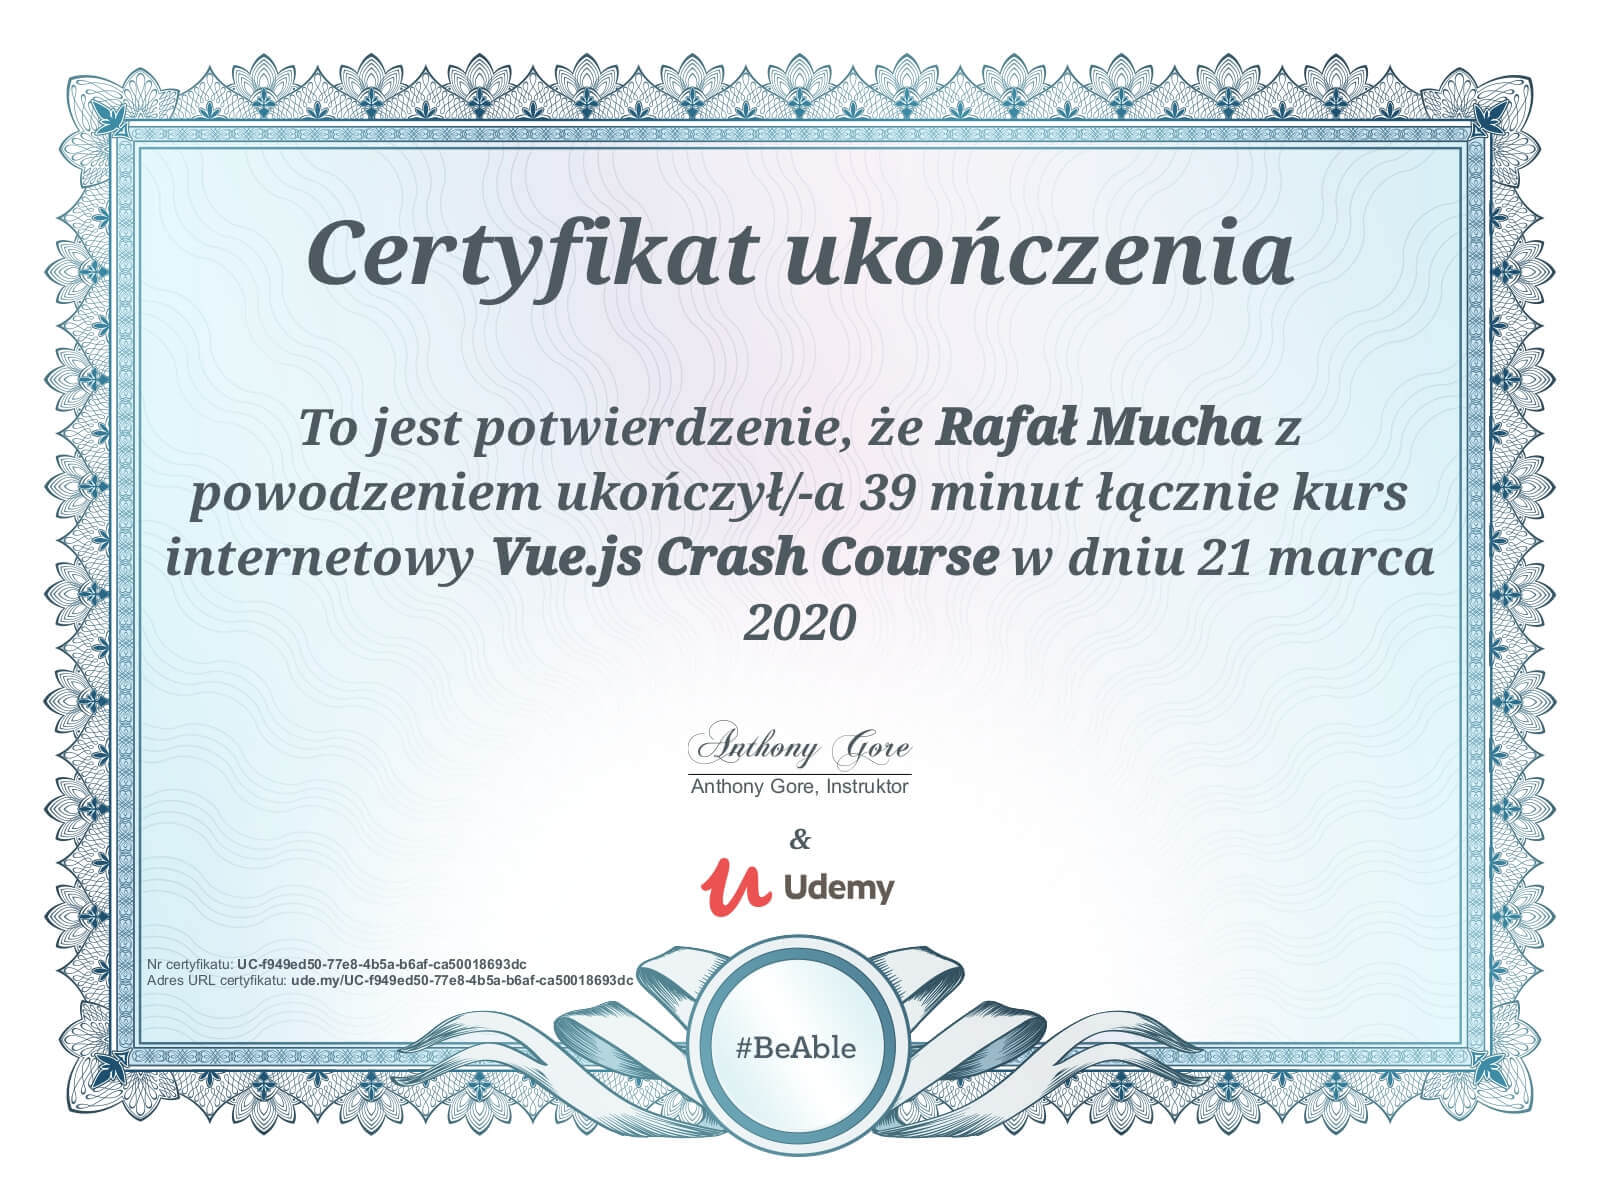 Certyfikat ukończenia
To jest potwierdzenie, że Rafał Mucha z
powodzeniem ukończył/-a 39 minut łącznie kurs
internetowy Vue.js Crash Course w dniu 21 marca
2020
Anthony Gore
Anthony Gore, Instruktor
&
Udemy
Nr certyfikatu: UC-f949ed50-77e8-4b5a-b6af-ca50018693dc
Adres URL certyfikatu: ude.my/UC-f949ed50-77e8-4b5a-b6af-ca50018693dc
#BeAble